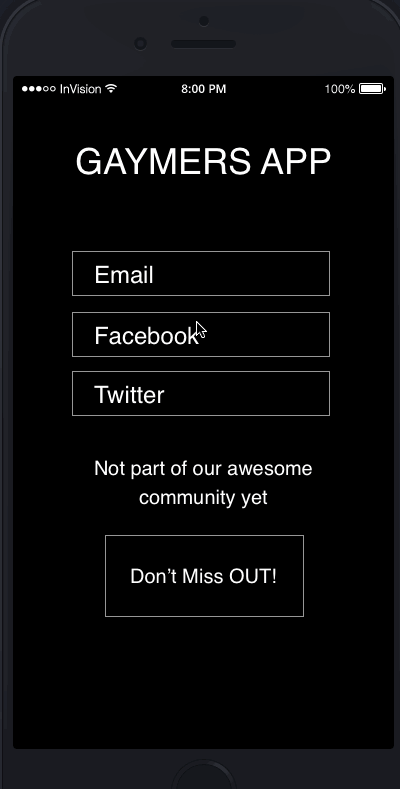 InVision 8:00 PM 100%
GAYMERS APP
Email
Facebook
Twitter
Not part of our awesome
community yet
Don’t Miss OUT!